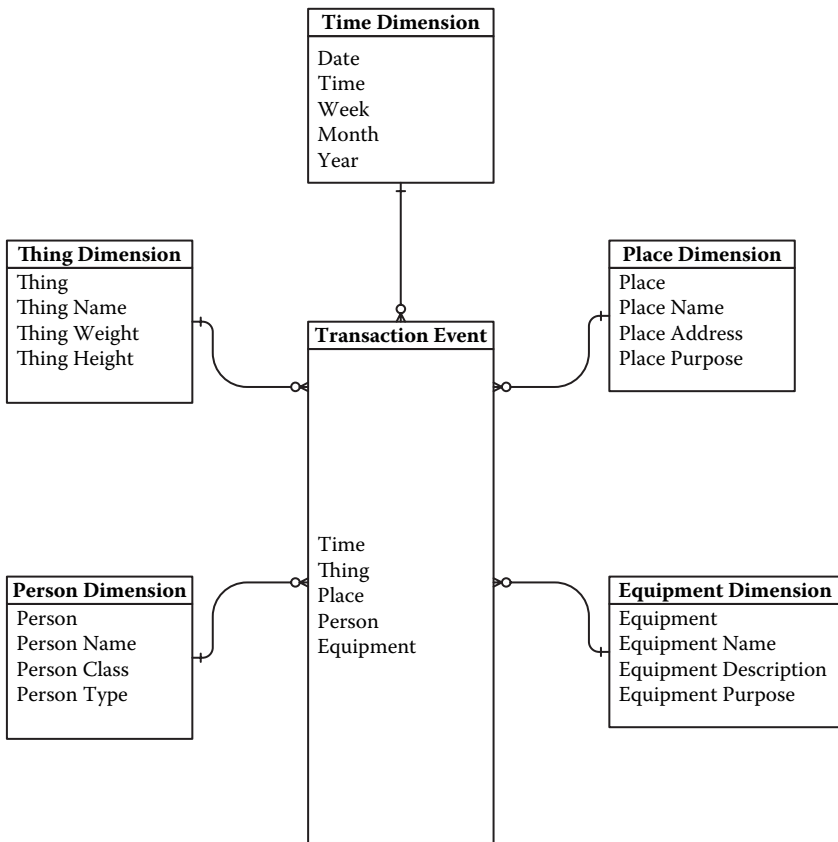 Time Dimension
Date
Time
Week
Month
Year
Thing Dimension
Thing
Thing Name
Thing Weight
Thing Height
Place Dimension
Place
Place Name
Place Address
Place Purpose
Transaction Event
Time
Thing
Place
Person
Equipment
Person Dimension
Person
Person Name
Person Class
Person Type
Equipment Dimension
Equipment
Equipment Name
Equipment Description
Equipment Purpose